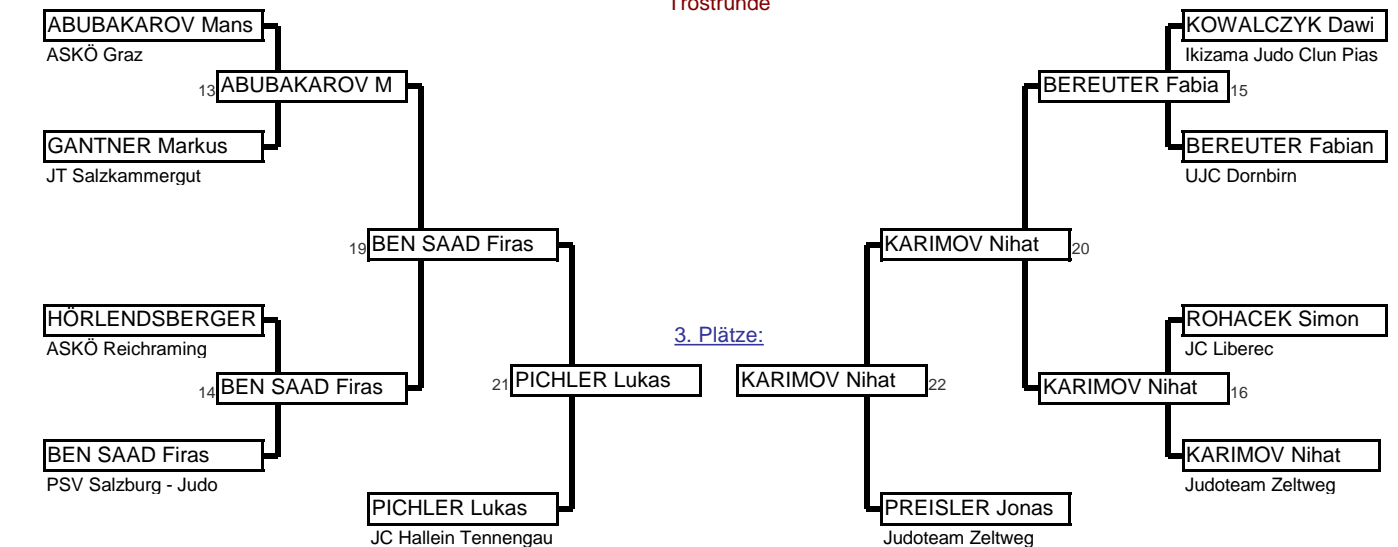 Trostrunde
ABUBAKAROV Mans
ASKÖ Graz
13 ABUBAKAROV M
GANTNER Markus
JT Salzkammergut
19 BEN SAAD Firas
HÖRLENDSBERGER
ASKÖ Reichraming
14 BEN SAAD Firas
BEN SAAD Firas
PSV Salzburg - Judo
21 PICHLER Lukas
PICHLER Lukas
JC Hallein Tennengau
3. Plätze:
KOWALCZYK Dawi
Ikizama Judo Clun Pias
BEREUTER Fabia 15
BEREUTER Fabian
UJC Dornbirn
KARIMOV Nihat 20
ROHACEK Simon
JC Liberec
KARIMOV Nihat 16
KARIMOV Nihat
Judoteam Zeltweg
KARIMOV Nihat 22
PREISLER Jonas
Judoteam Zeltweg